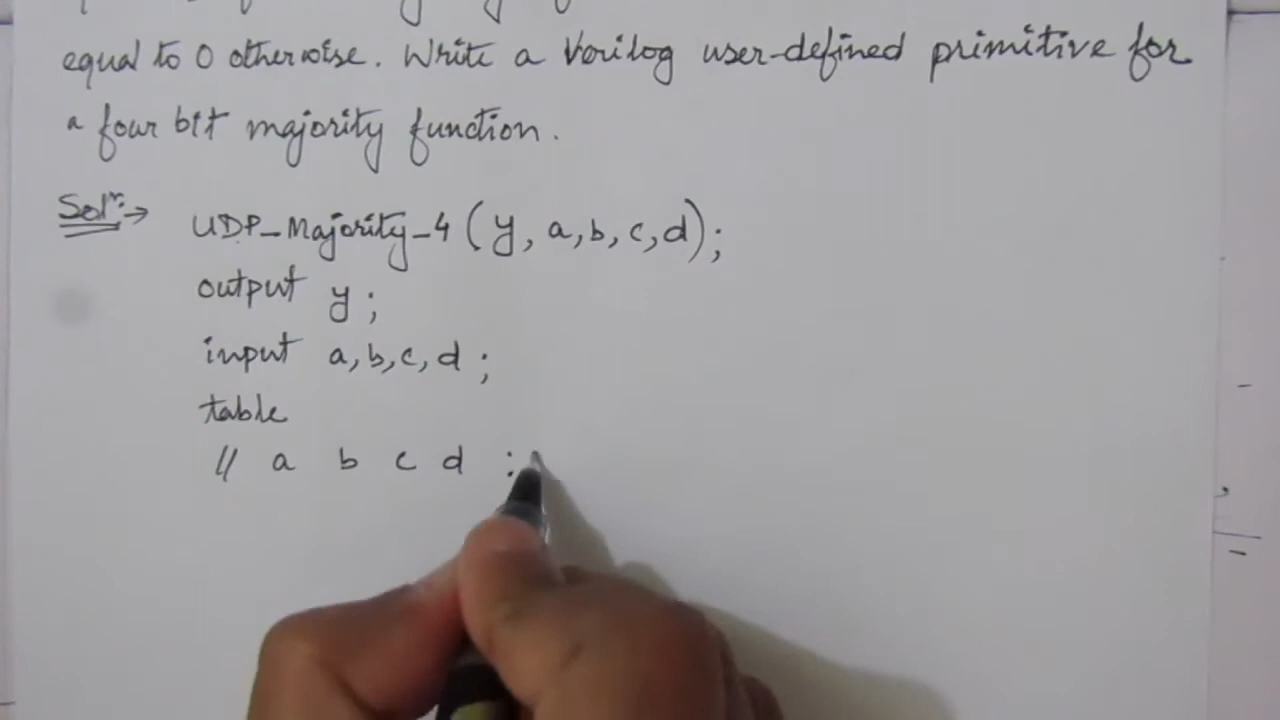 equal to 0 otherwise. Write a Verilog user-defined primitive for
a four bit majority function.
Solⁿ:→ UDP_Majority_4 (y, a,b,c,d);
output y;
input a,b,c,d;
table
// a b c d :